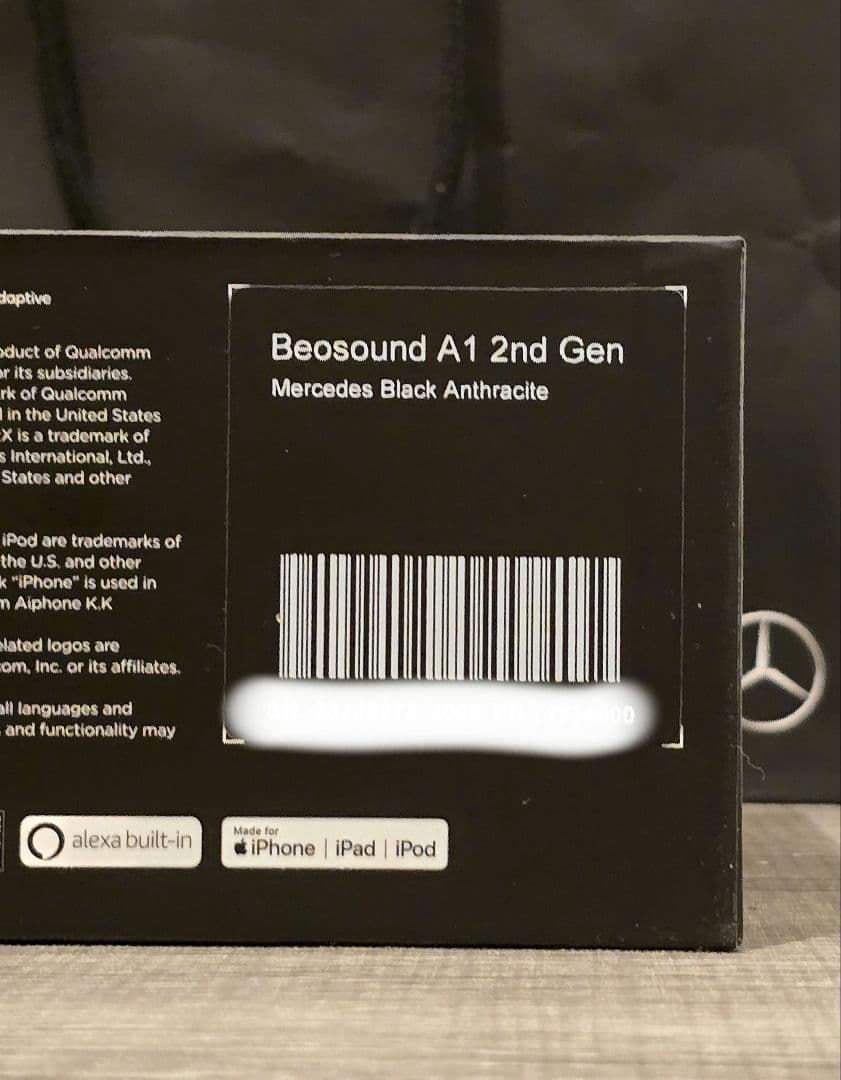 daptive
oduct of Qualcomm
or its subsidiaries.
rk of Qualcomm
in the United States
X is a trademark of
s International, Ltd.,
States and other
iPod are trademarks of
the U.S. and other
k "iPhone" is used in
m Aiphone K.K
elated logos are
com, Inc. or its affiliates.
all languages and
and functionality may
Beosound A1 2nd Gen
Mercedes Black Anthracite
alexa built-in
Made for
iPhone | iPad | iPod